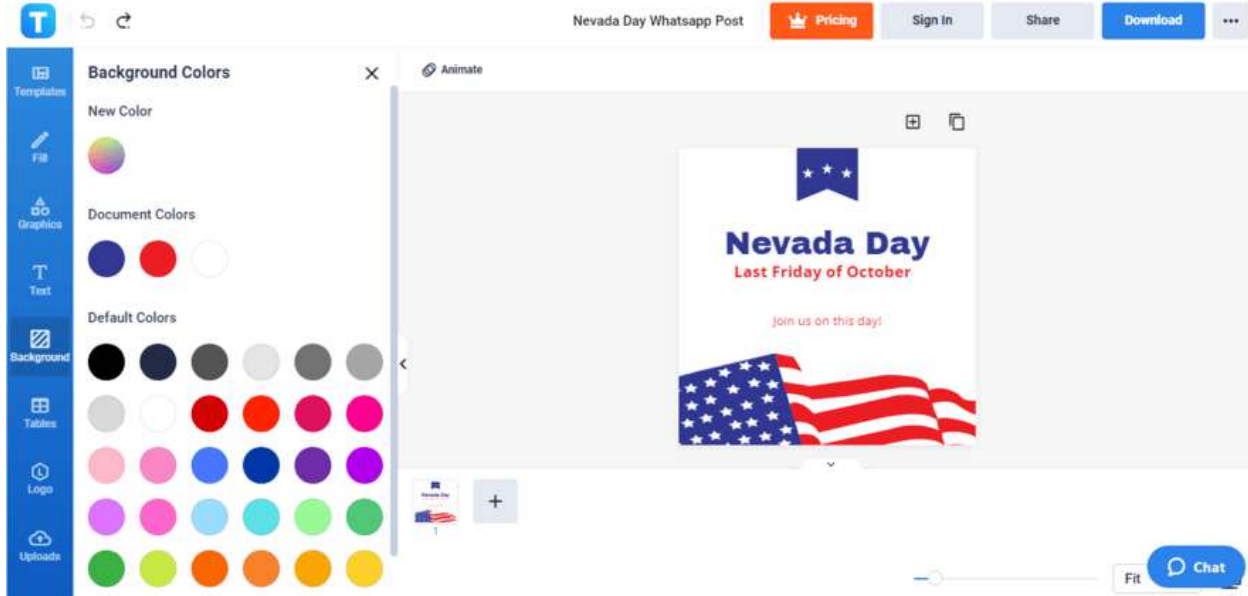 T
Nevada Day Whatsapp Post
Pricing
Sign In
Share
Download
Templates
Fill
Graphics
Text
Background
Tables
Logo
Uploads
Background Colors
New Color
Document Colors
Default Colors
Animate
Nevada Day
Last Friday of October
Join us on this day!
Nevada Day
1
Fit
Chat